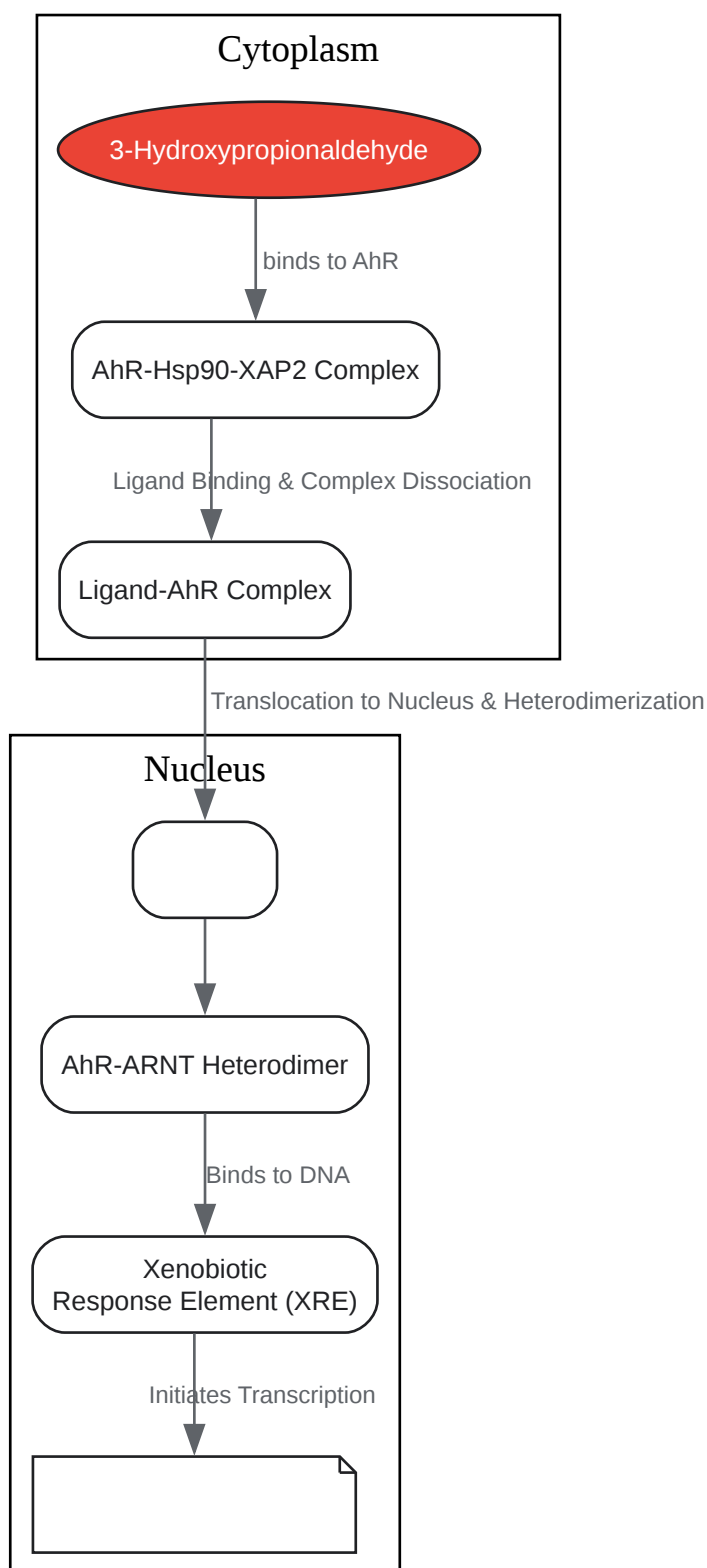 Cytoplasm
3-Hydroxypropionaldehyde
binds to AhR
AhR-Hsp90-XAP2 Complex
Ligand Binding & Complex Dissociation
Ligand-AhR Complex
Translocation to Nucleus & Heterodimerization
Nucleus
AhR-ARNT Heterodimer
Binds to DNA
Xenobiotic
Response Element (XRE)
Initiates Transcription